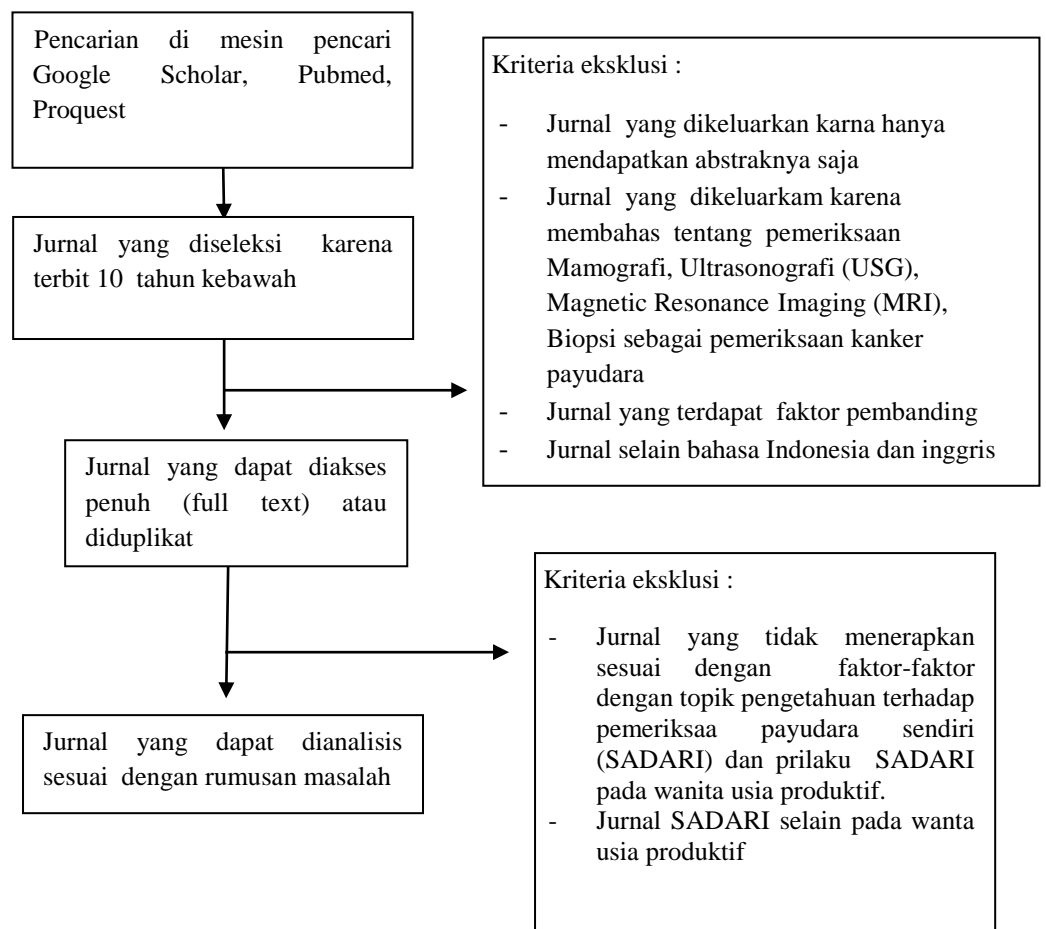 Pencarian di mesin pencari
Google Scholar, Pubmed,
Proquest
Jurnal yang diseleksi karena
terbit 10 tahun kebawah
Kriteria eksklusi :
- Jurnal yang dikeluarkan karna hanya
mendapatkan abstraknya saja
- Jurnal yang dikeluarkam karena
membahas tentang pemeriksaan
Mamografi, Ultrasonografi (USG),
Magnetic Resonance Imaging (MRI),
Biopsi sebagai pemeriksaan kanker
payudara
- Jurnal yang terdapat faktor pembanding
- Jurnal selain bahasa Indonesia dan inggris
Jurnal yang dapat diakses
penuh (full text) atau
diduplikat
Kriteria eksklusi :
- Jurnal yang tidak menerapkan
sesuai dengan faktor-faktor
dengan topik pengetahuan terhadap
pemeriksaa payudara sendiri
(SADARI) dan prilaku SADARI
pada wanita usia produktif.
- Jurnal SADARI selain pada wanta
usia produktif
Jurnal yang dapat dianalisis
sesuai dengan rumusan masalah